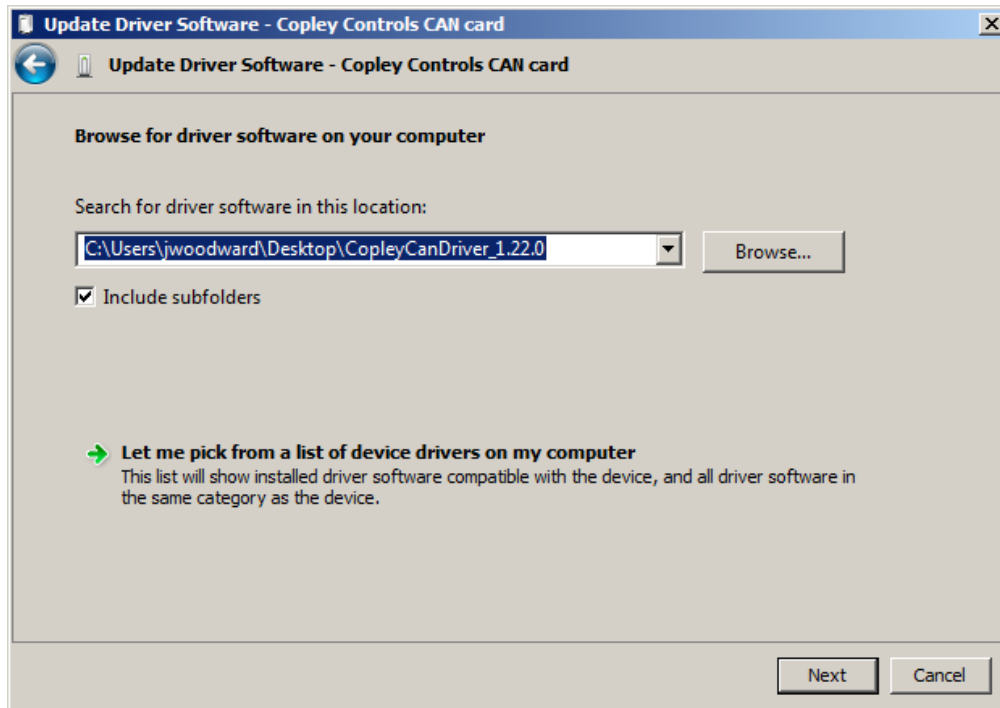 Update Driver Software - Copley Controls CAN card
Update Driver Software - Copley Controls CAN card
Browse for driver software on your computer
Search for driver software in this location:
C:\Users\jwoodward\Desktop\CopleyCanDriver_1.22.0
Browse...
Include subfolders
Let me pick from a list of device drivers on my computer
This list will show installed driver software compatible with the device, and all driver software in
the same category as the device.
Next
Cancel